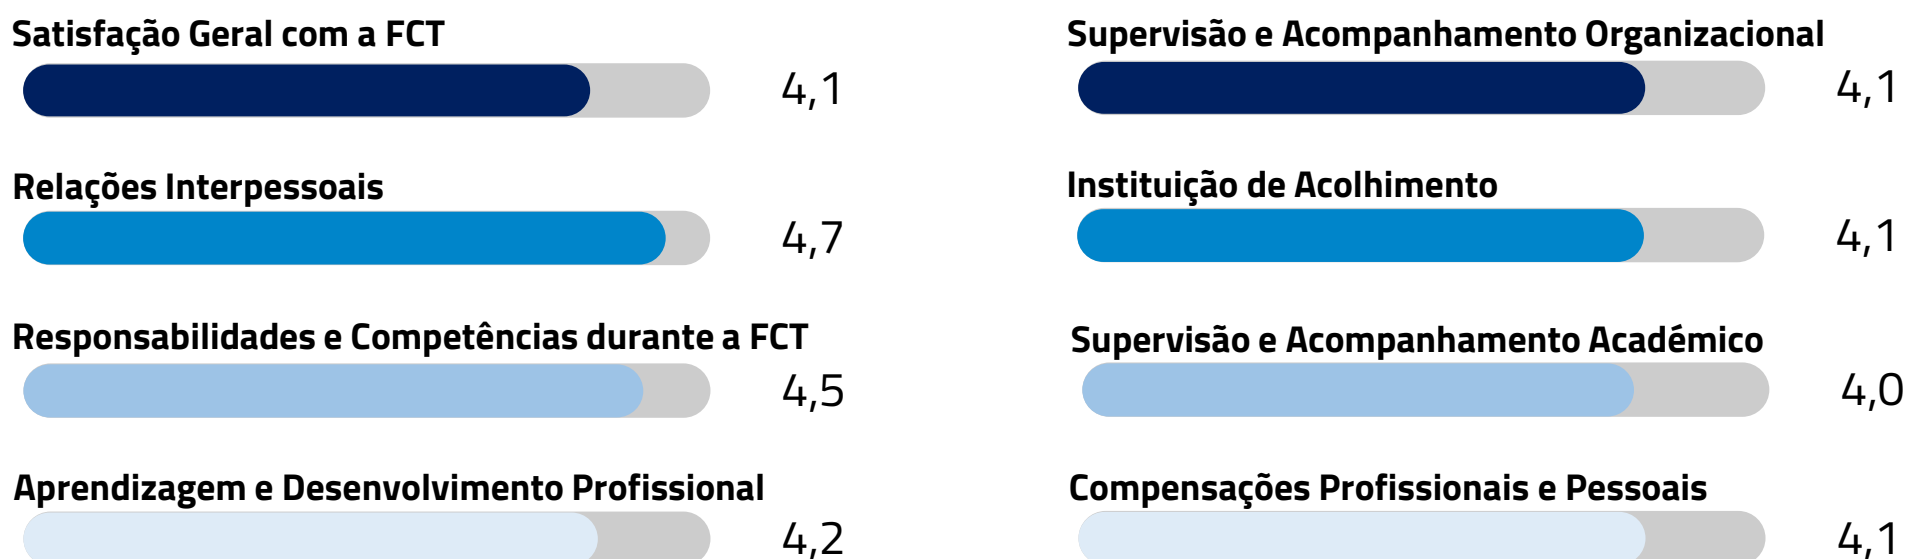 Satisfação Geral com a FCT
4,1
Relações Interpessoais
4,7
Responsabilidades e Competências durante a FCT
4,5
Aprendizagem e Desenvolvimento Profissional
4,2
Supervisão e Acompanhamento Organizacional
4,1
Instituição de Acolhimento
4,1
Supervisão e Acompanhamento Académico
4,0
Compensações Profissionais e Pessoais
4,1